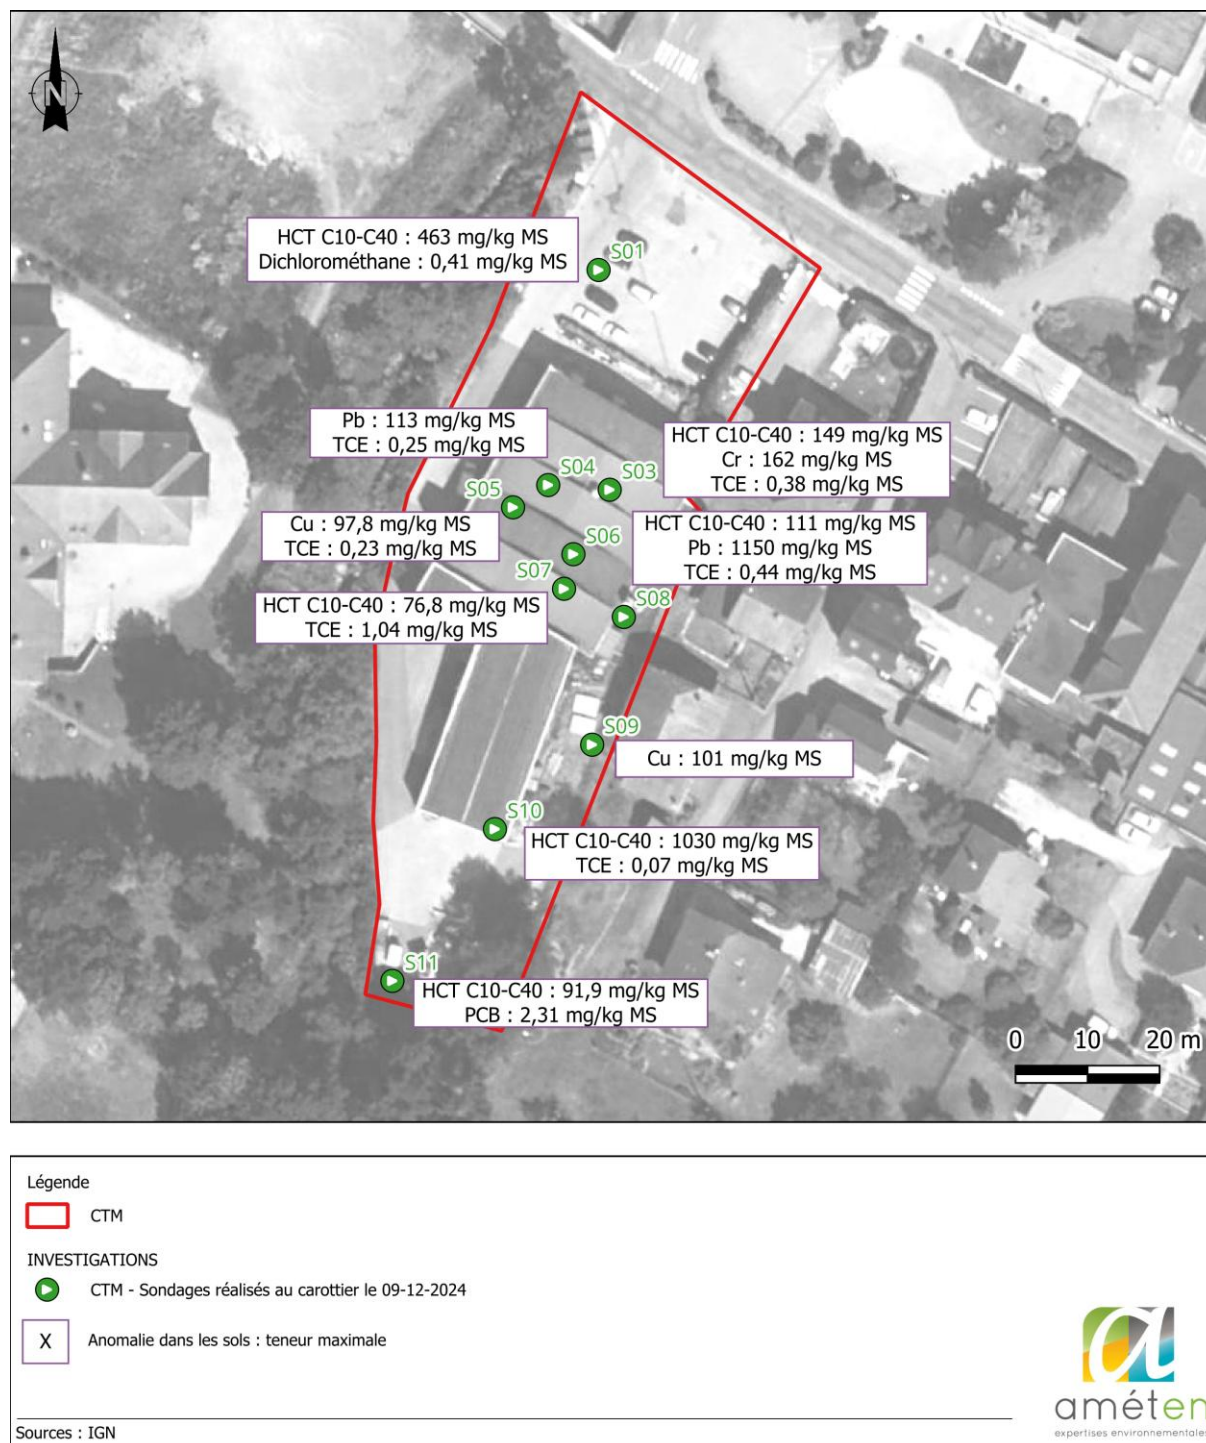 N
HCT C10-C40 : 463 mg/kg MS
Dichlorométhane : 0,41 mg/kg MS
S01
Pb : 113 mg/kg MS
TCE : 0,25 mg/kg MS
HCT C10-C40 : 149 mg/kg MS
Cr : 162 mg/kg MS
TCE : 0,38 mg/kg MS
S04
S03
S05
Cu : 97,8 mg/kg MS
TCE : 0,23 mg/kg MS
HCT C10-C40 : 111 mg/kg MS
Pb : 1150 mg/kg MS
TCE : 0,44 mg/kg MS
S06
S07
HCT C10-C40 : 76,8 mg/kg MS
TCE : 1,04 mg/kg MS
S08
S09
Cu : 101 mg/kg MS
S10
HCT C10-C40 : 1030 mg/kg MS
TCE : 0,07 mg/kg MS
S11
HCT C10-C40 : 91,9 mg/kg MS
PCB : 2,31 mg/kg MS
0 10 20 m
Légende
CTM
INVESTIGATIONS
CTM - Sondages réalisés au carottier le 09-12-2024
X
Anomalie dans les sols : teneur maximale
a
améten
expertises environnementales
Sources : IGN